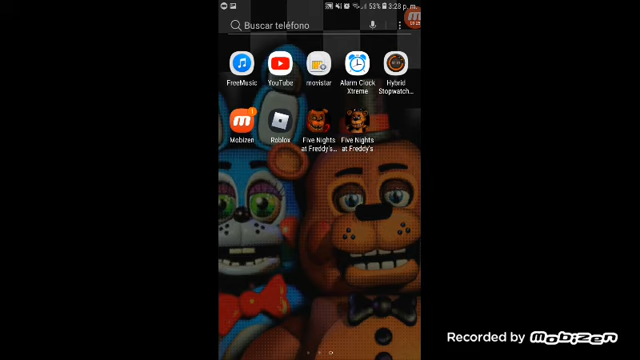 53% 3:28 p. m.
Buscar teléfono
FreeMusic YouTube movistar Alarm Clock Xtreme Hybrid Stopwatch...
Mobizen Roblox Five Nights at Freddy's... Five Nights at Freddy's
Recorded by Mobizen